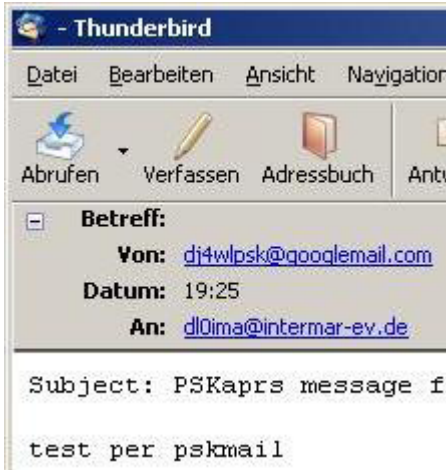 - Thunderbird
Datei Bearbeiten Ansicht Navigation
Abrufen Verfassen Adressbuch
Betreff:
Von: dj4wlpsk@googlemail.com
Datum: 19:25
An: dl0ima@intermar-ev.de
Subject: PSKaprs message f
test per pskmail